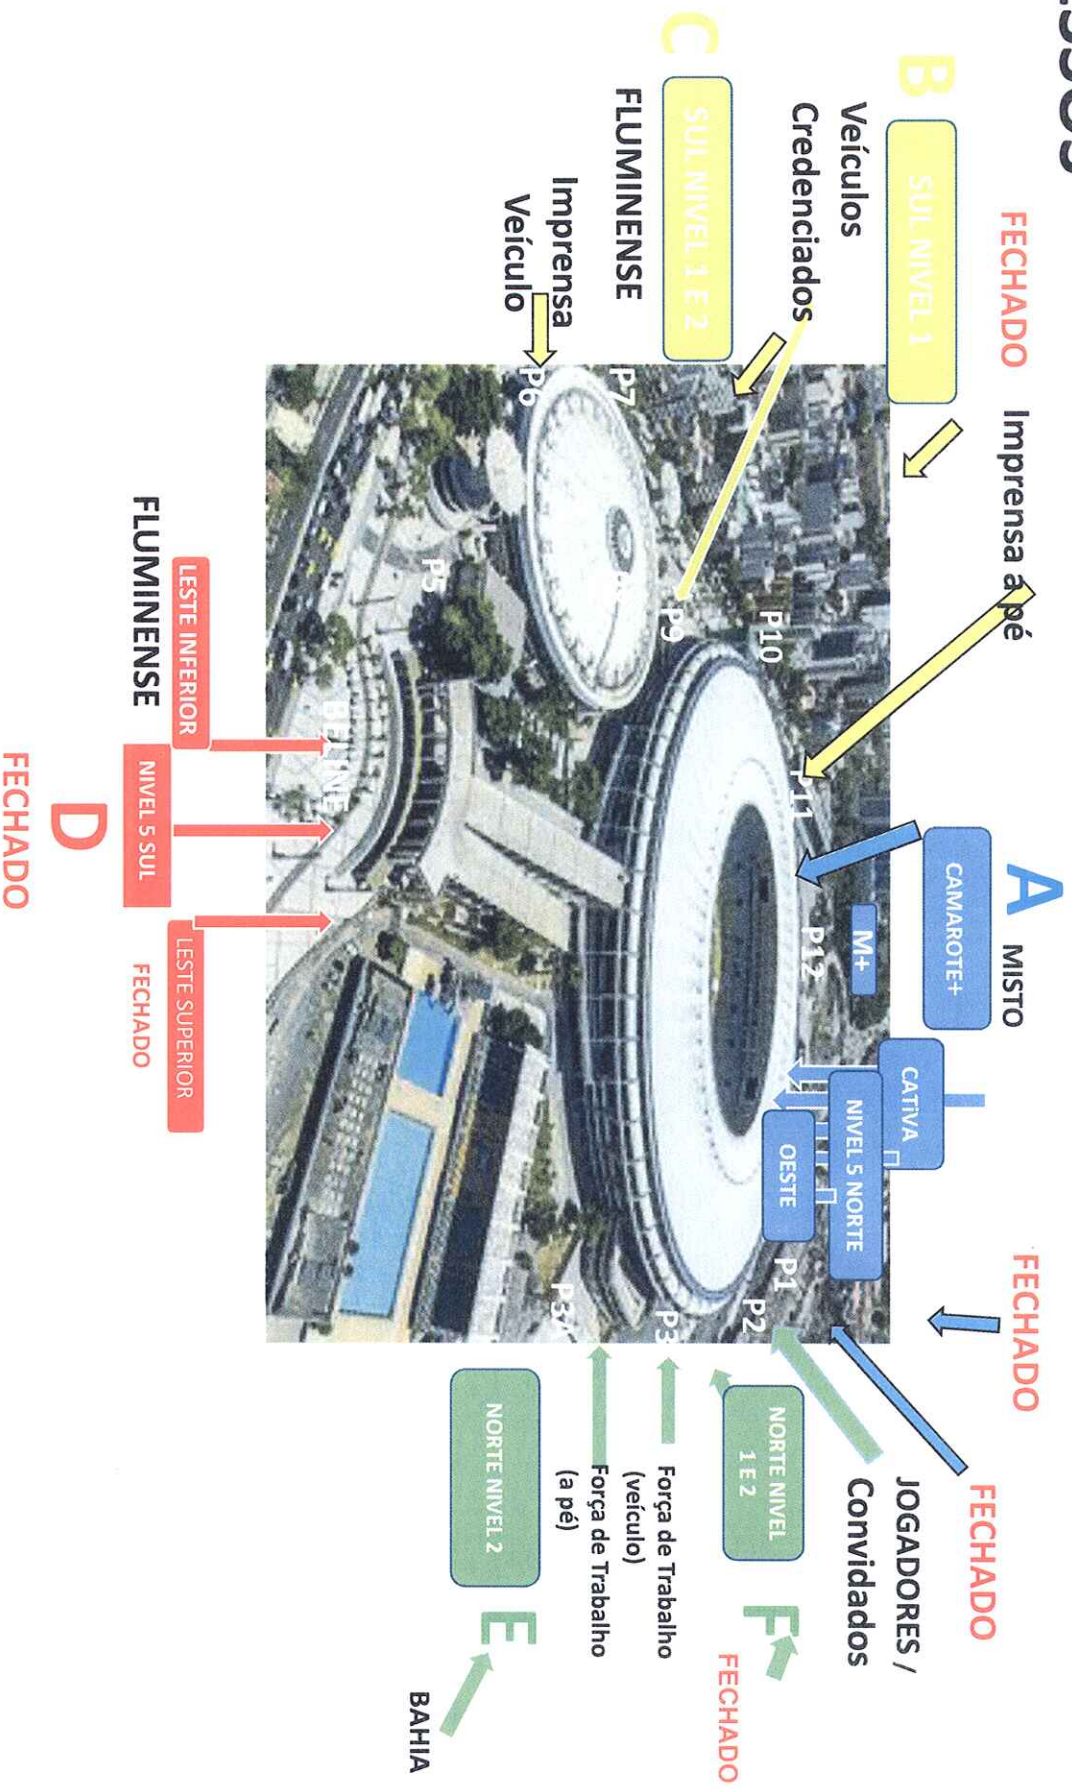 SSOS
FECHADO
Imprensa a pé
A
MISTO
FECHADO
FECHADO
B
SUL NIVEL 1
CAMAROTE+
CATiVA
JOGADORES /
Convidados
Veículos
Credenciados
M+
NIVEL 5 NORTE
OESTE
P10
P11
P12
P1
P2
C
SUL NIVEL 1 E 2
FLUMINENSE
P7
P9
P3
NORTE NIVEL
1 E 2
F
FECHADO
Imprensa
Veículo
P6
Força de Trabalho
(veículo)
Força de Trabalho
(a pé)
NORTE NIVEL 2
E
BAHIA
P5
BELINE
FLUMINENSE
LESTE INFERIOR
NIVEL 5 SUL
LESTE SUPERIOR
FECHADO
D
FECHADO